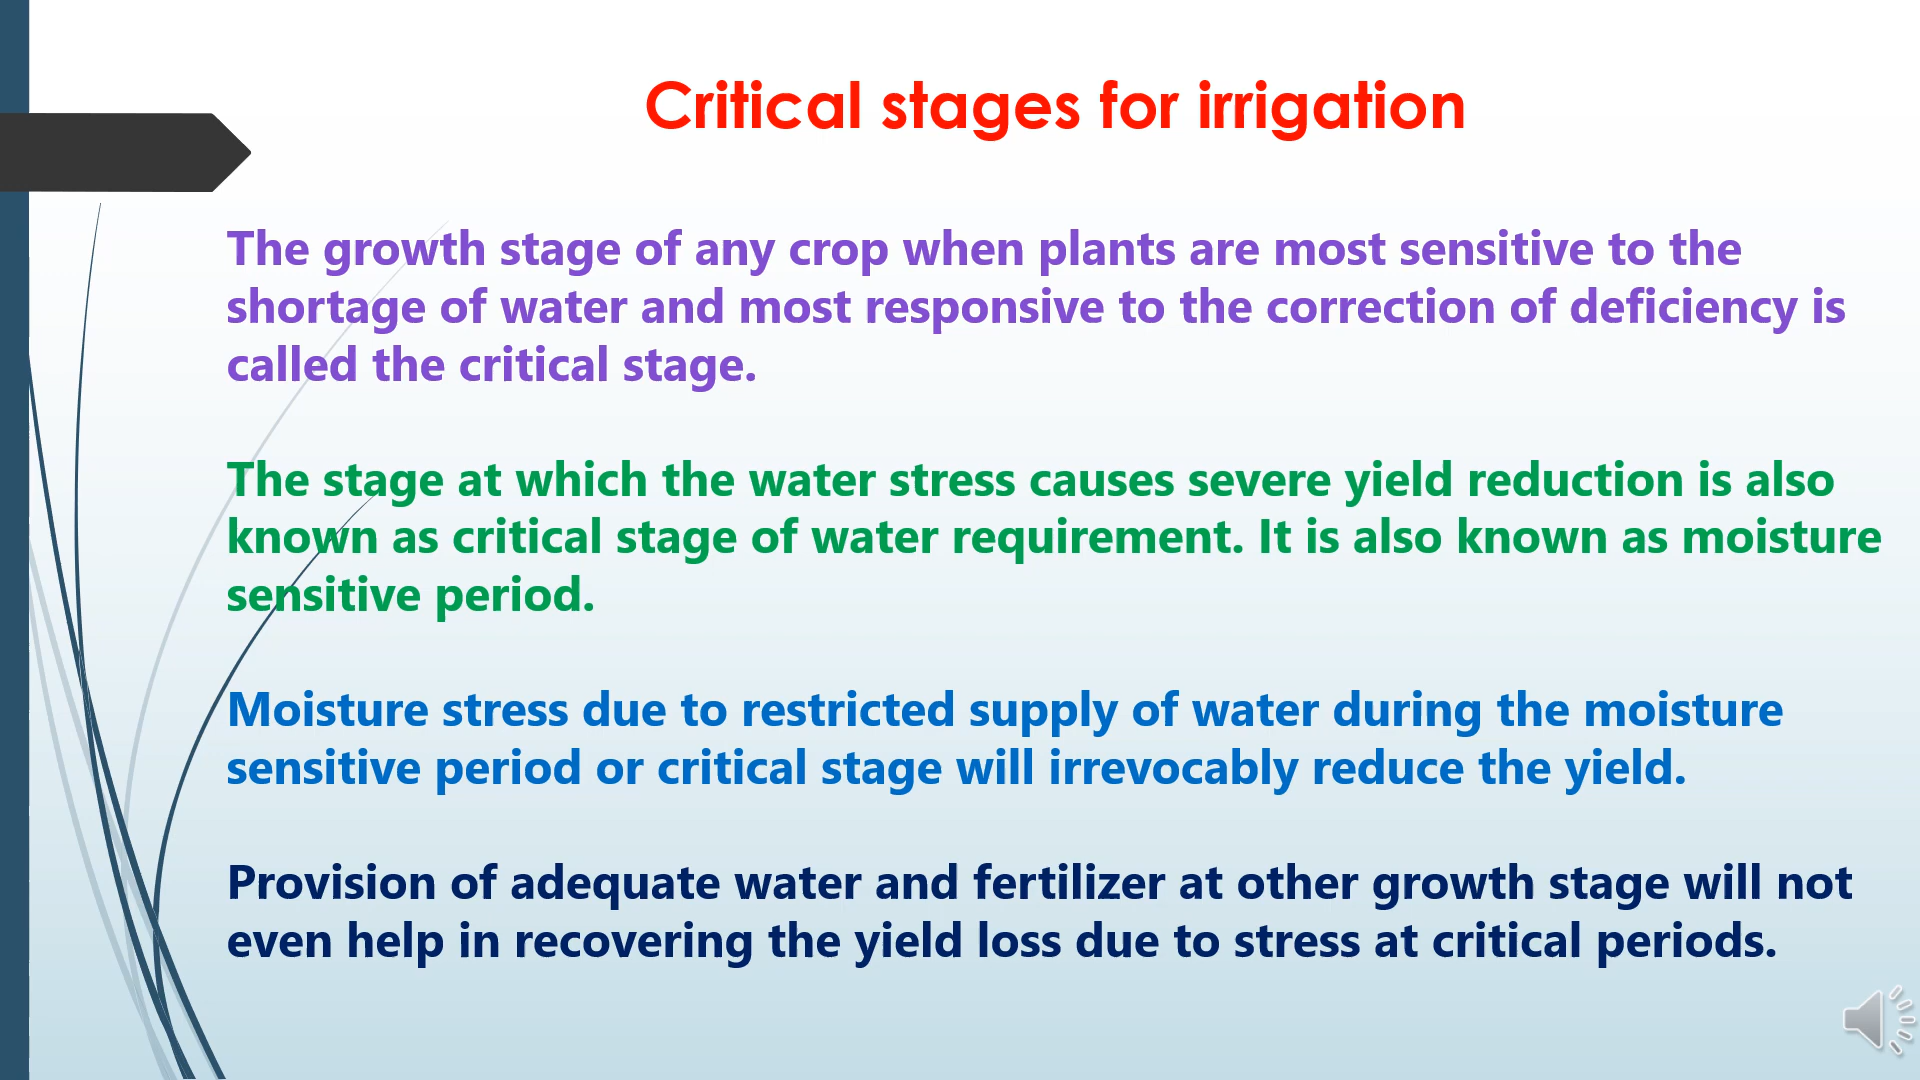 Critical stages for irrigation
The growth stage of any crop when plants are most sensitive to the
shortage of water and most responsive to the correction of deficiency is
called the critical stage.
The stage at which the water stress causes severe yield reduction is also
known as critical stage of water requirement. It is also known as moisture
sensitive period.
Moisture stress due to restricted supply of water during the moisture
sensitive period or critical stage will irrevocably reduce the yield.
Provision of adequate water and fertilizer at other growth stage will not
even help in recovering the yield loss due to stress at critical periods.